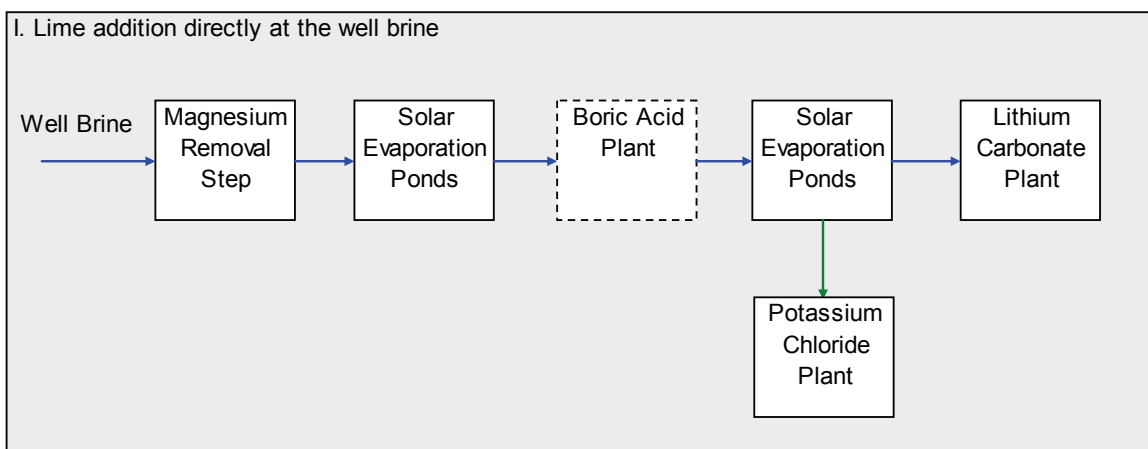 I. Lime addition directly at the well brine
Well Brine
Magnesium
Removal
Step
Solar
Evaporation
Ponds
Boric Acid
Plant
Solar
Evaporation
Ponds
Lithium
Carbonate
Plant
Potassium
Chloride
Plant